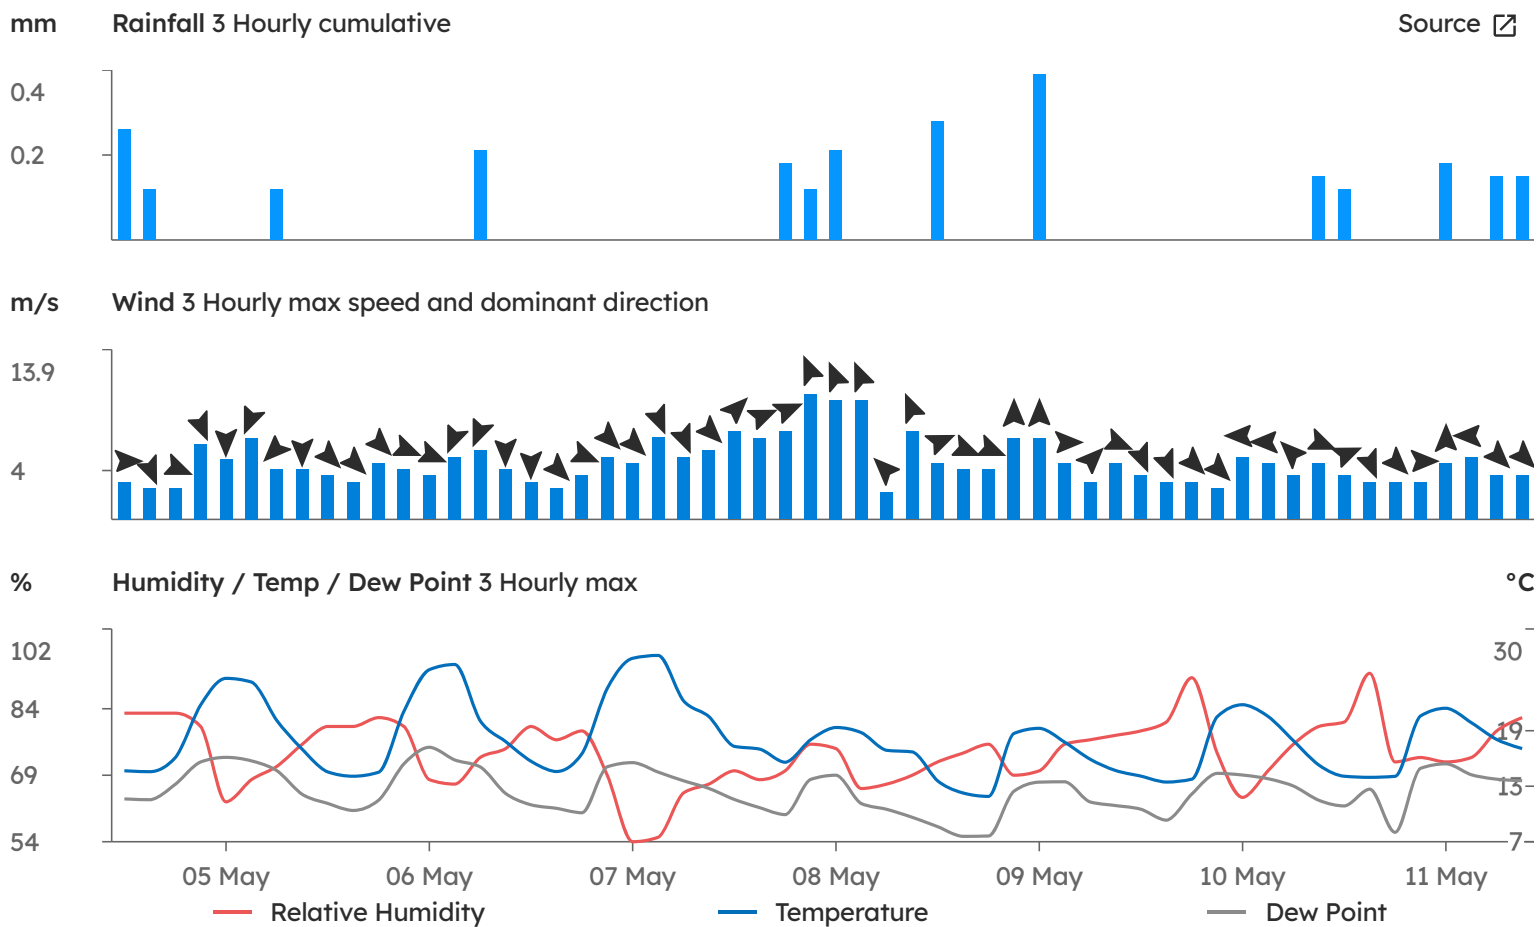 mm Rainfall 3 Hourly cumulative Source
0.4
0.2
m/s Wind 3 Hourly max speed and dominant direction
13.9
4
% Humidity / Temp / Dew Point 3 Hourly max °C
102 30
84
19
69
13
54 7
05 May 06 May 07 May 08 May 09 May 10 May 11 May
Relative Humidity Temperature Dew Point